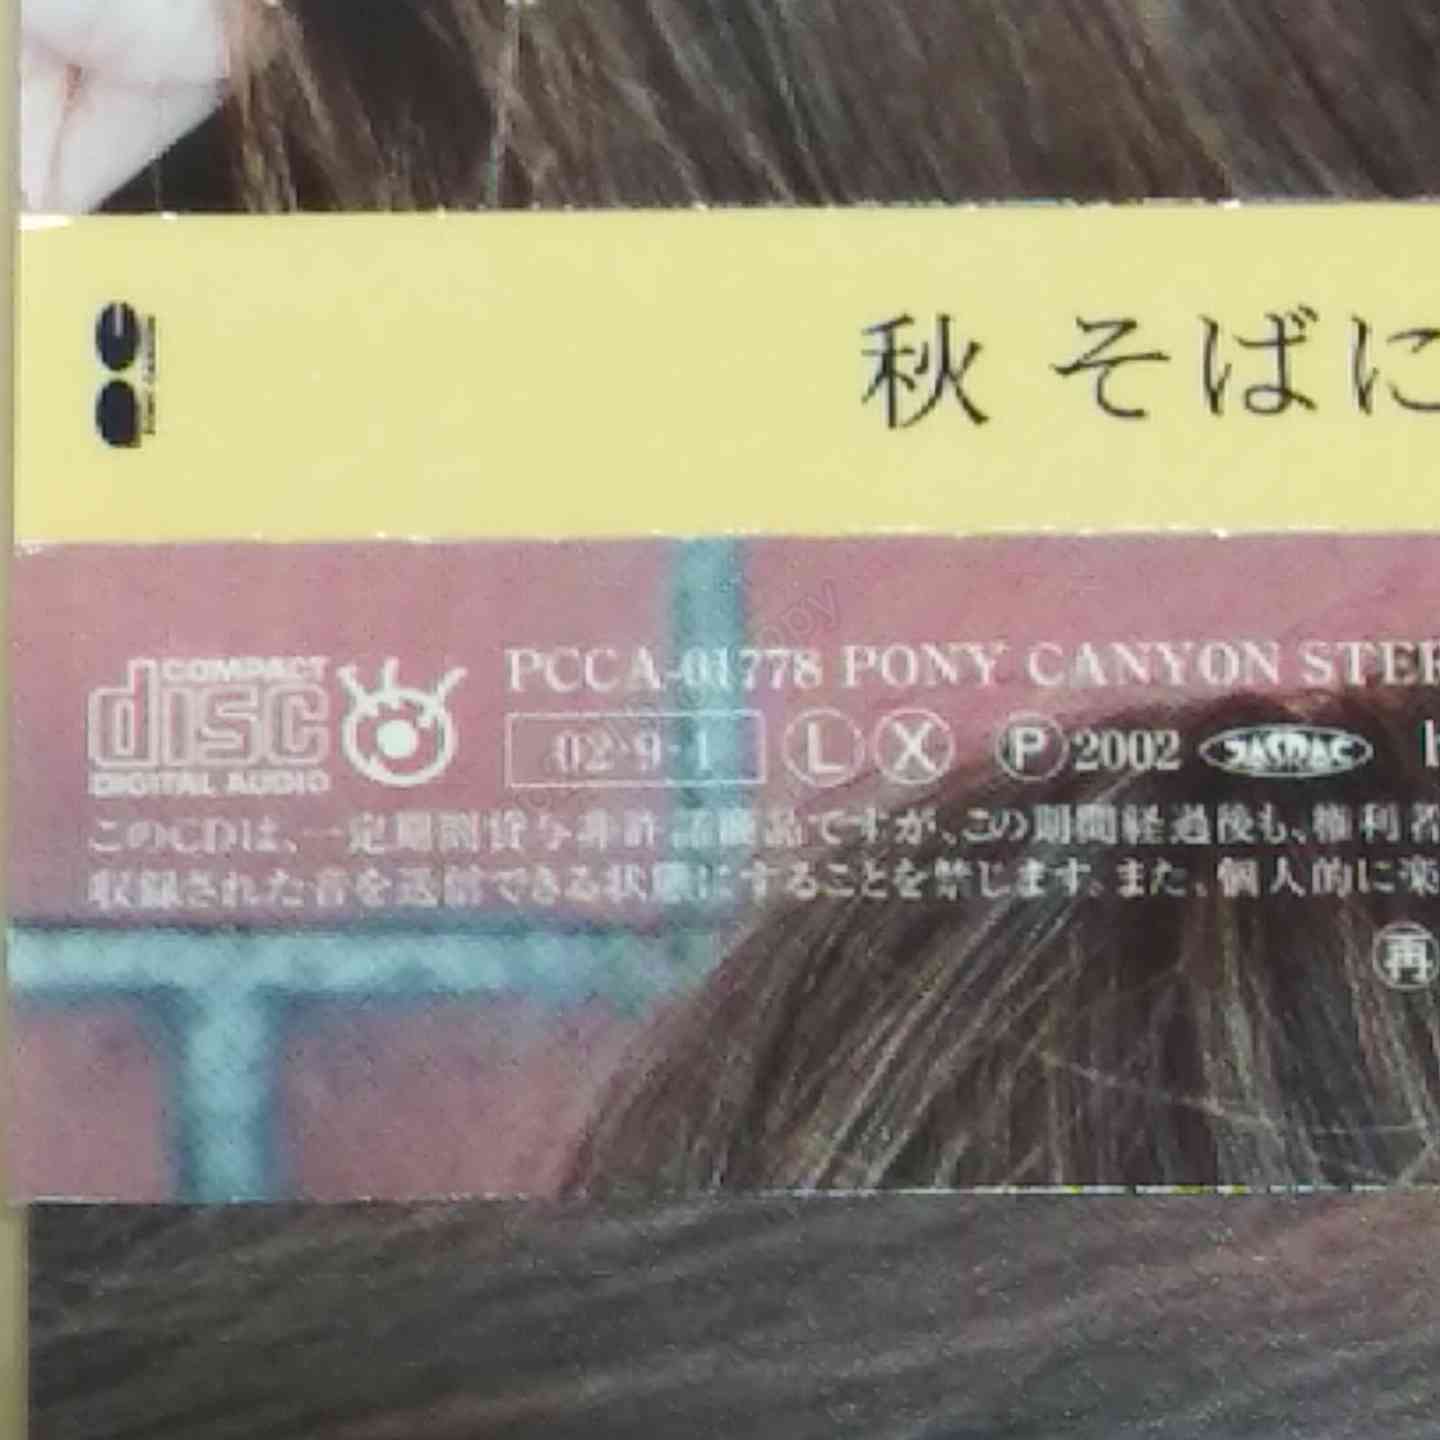 秋 そばに
PCCA-01778 PONY CANYON STER
COMPACT
disc
DIGITAL AUDIO
02・9・1 L X P 2002 JASRAC
このCDは、一定期間貸与非許諾商品ですが、この期間経過後も、権利者
収録された音を送信できる状態にすることを禁じます。また、個人的に楽
再